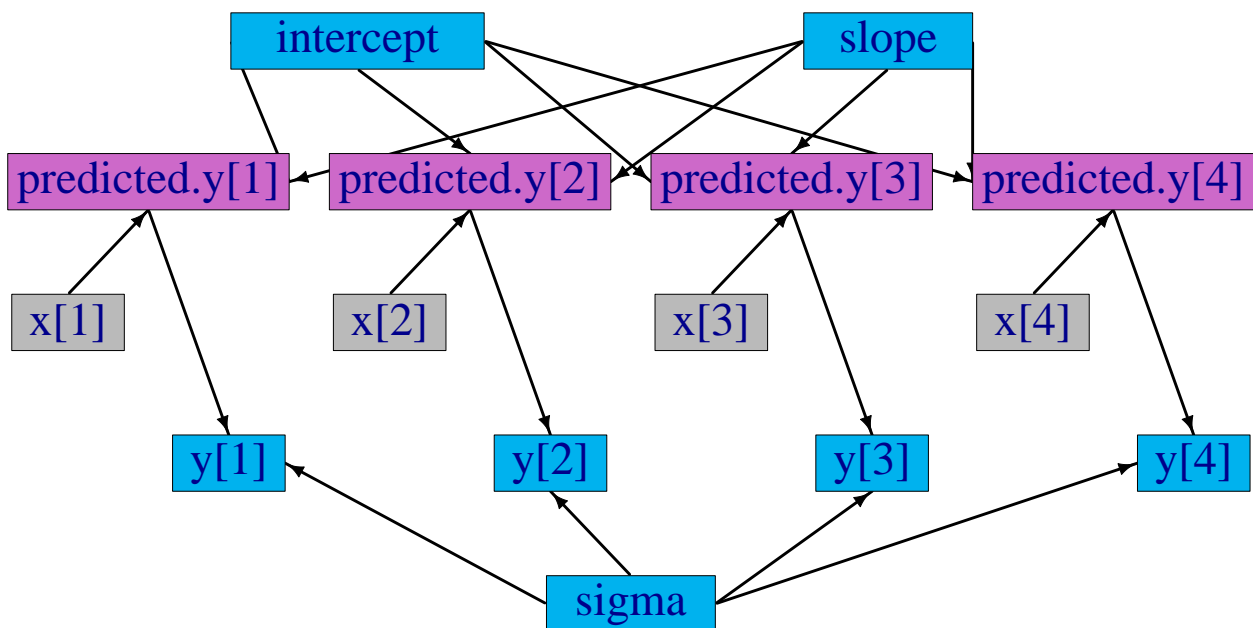 intercept
slope
predicted.y[1]
predicted.y[2]
predicted.y[3]
predicted.y[4]
x[1]
x[2]
x[3]
x[4]
y[1]
y[2]
y[3]
y[4]
sigma